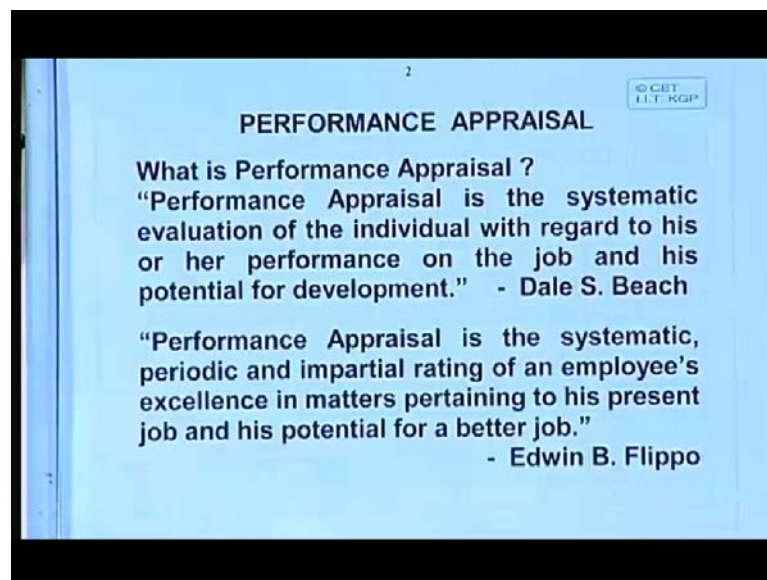 2
© CET
I.I.T. KGP
PERFORMANCE APPRAISAL
What is Performance Appraisal ?
“Performance Appraisal is the systematic
evaluation of the individual with regard to his
or her performance on the job and his
potential for development.” - Dale S. Beach
“Performance Appraisal is the systematic,
periodic and impartial rating of an employee’s
excellence in matters pertaining to his present
job and his potential for a better job.”
- Edwin B. Flippo